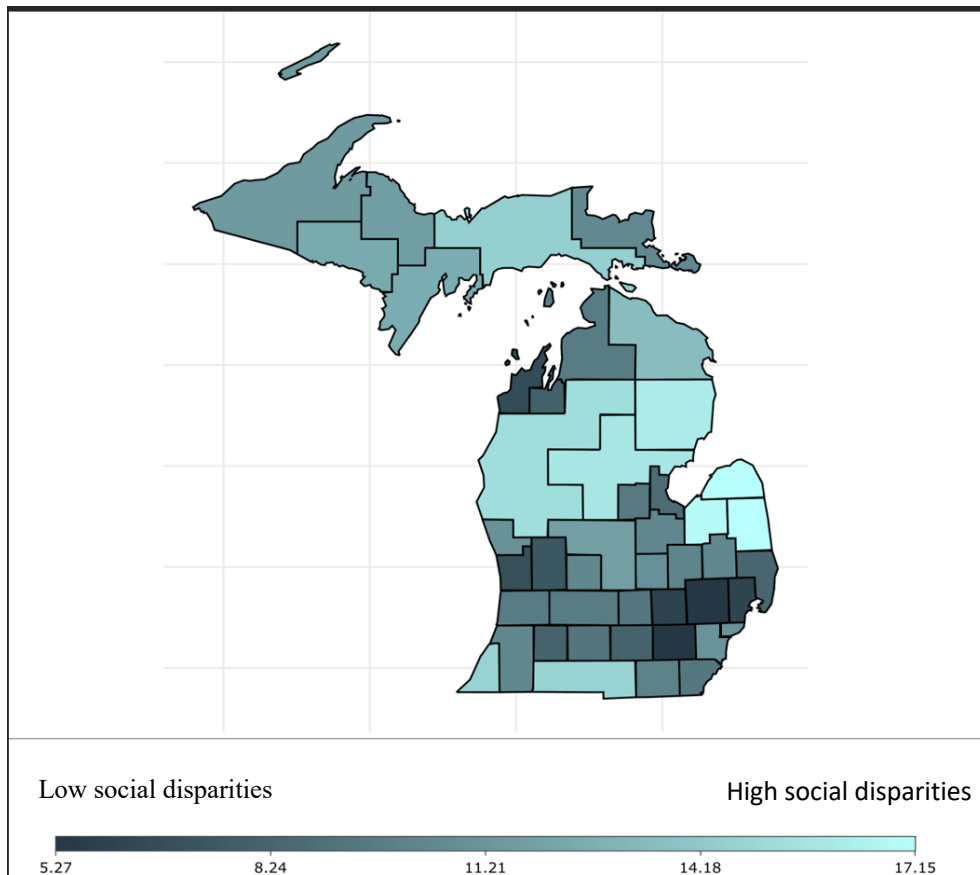 Low social disparities
High social disparities
5.27 8.24 11.21 14.18 17.15